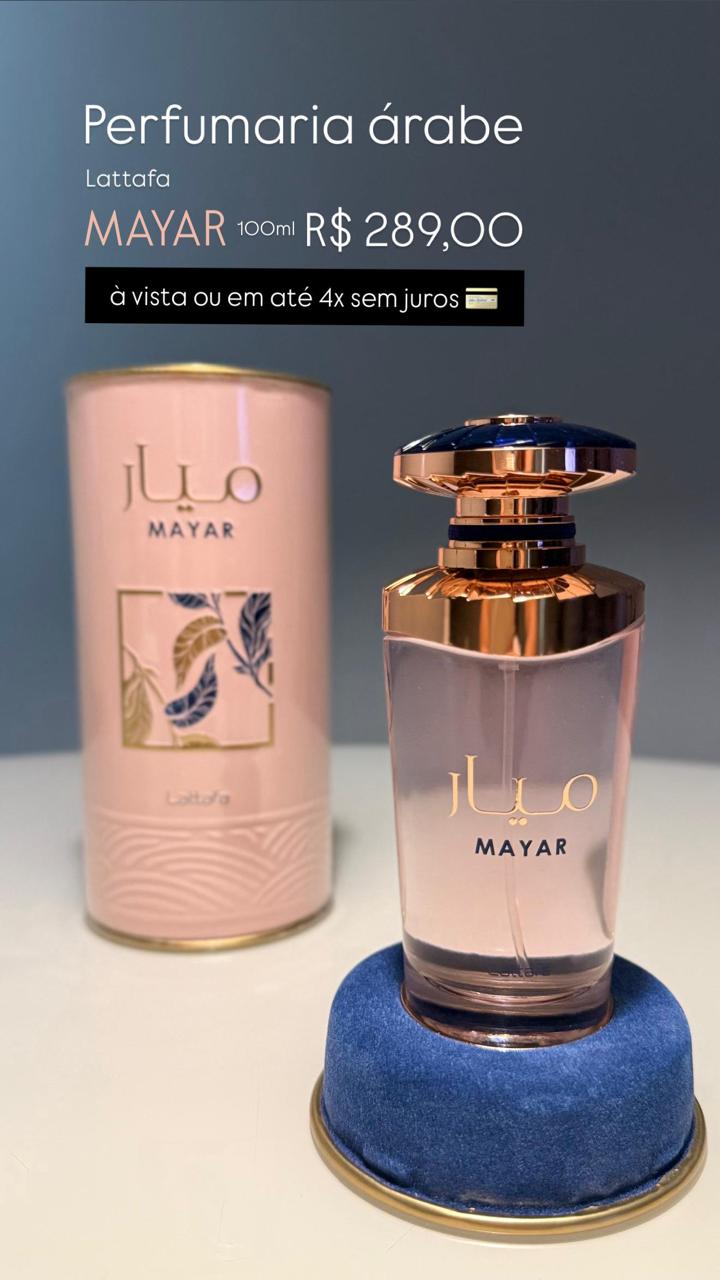 Perfumaria árabe
Lattafa
MAYAR 100ml R$ 289,00
à vista ou em até 4x sem juros 💳
ميار
MAYAR
Lattafa
ميار
MAYAR
Lattafa